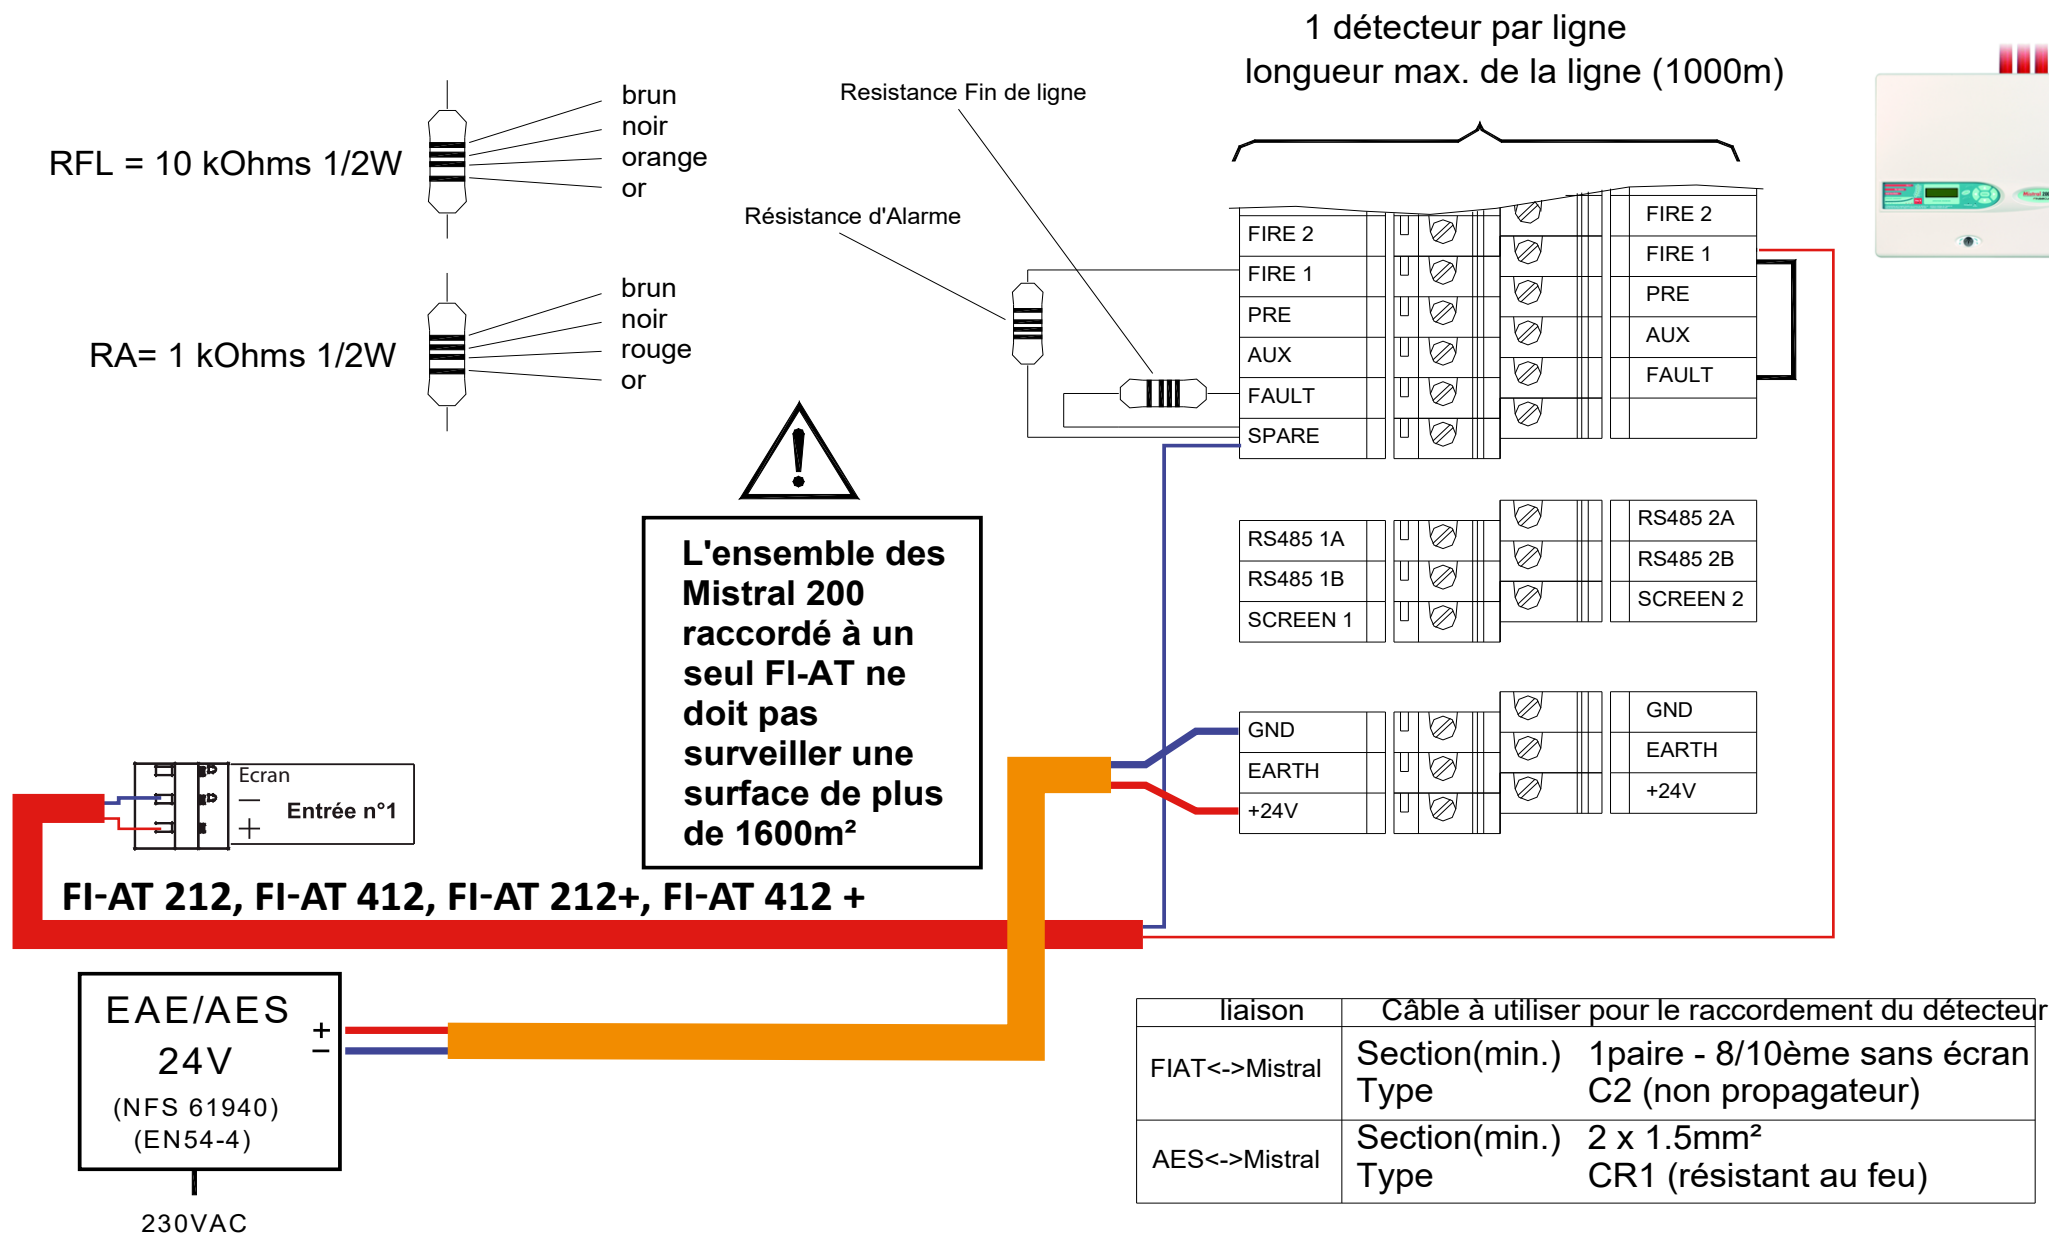 1 détecteur par ligne
longueur max. de la ligne (1000m)
RFL = 10 kOhms 1/2W
brun
noir
orange
or
RA= 1 kOhms 1/2W
brun
noir
rouge
or
Resistance Fin de ligne
Résistance d'Alarme
FIRE 2
FIRE 1
PRE
AUX
FAULT
SPARE
FIRE 2
FIRE 1
PRE
AUX
FAULT
RS485 1A
RS485 1B
SCREEN 1
RS485 2A
RS485 2B
SCREEN 2
GND
EARTH
+24V
GND
EARTH
+24V
L'ensemble des
Mistral 200
raccordé à un
seul FI-AT ne
doit pas
surveiller une
surface de plus
de 1600m²
Ecran
−
Entrée n°1
+
FI-AT 212, FI-AT 412, FI-AT 212+, FI-AT 412 +
EAE/AES
24V
(NFS 61940)
(EN54-4)
+
−
230VAC
liaison Câble à utiliser pour le raccordement du détecteur
FIAT<->Mistral
Section(min.) 1paire - 8/10ème sans écran
Type C2 (non propagateur)
AES<->Mistral
Section(min.) 2 x 1.5mm²
Type CR1 (résistant au feu)